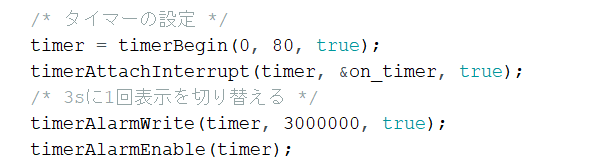 /* タイマーの設定 */
timer = timerBegin(0, 80, true);
timerAttachInterrupt(timer, &on_timer, true);
/* 3sに1回表示を切り替える */
timerAlarmWrite(timer, 3000000, true);
timerAlarmEnable(timer);